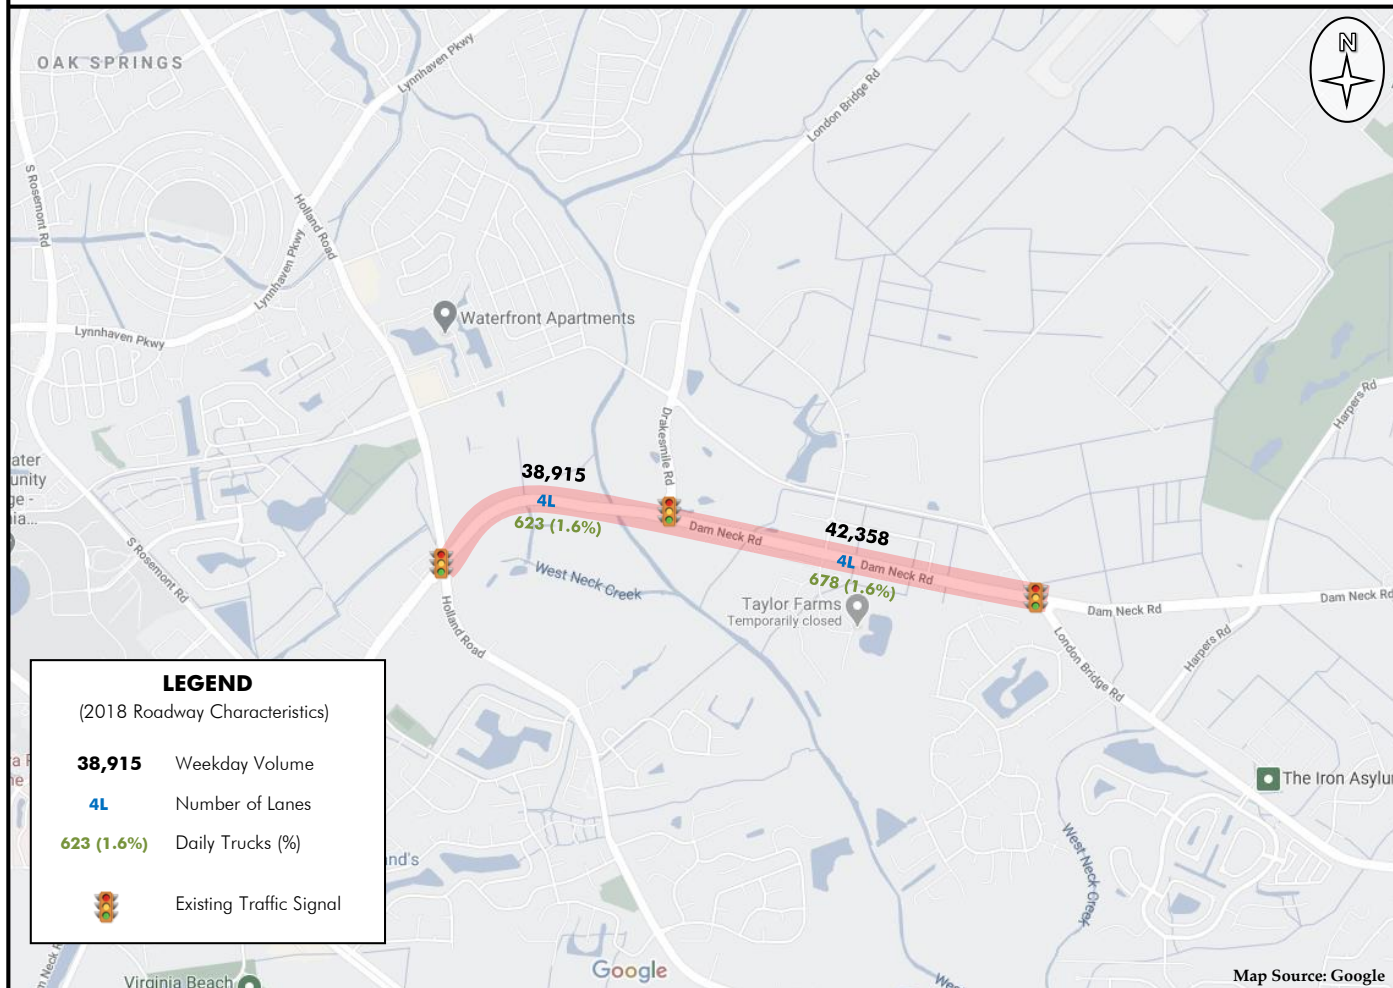 N
OAK SPRINGS
Lynnhaven Pkwy
London Bridge Rd
S Rosemont Rd
Holland Road
Lynnhaven Pkwy
Lynnhaven Pkwy
Waterfront Apartments
Harpers Rd
Drakesmile Rd
38,915
4L
623 (1.6%)
Dam Neck Rd
42,358
4L
Dam Neck Rd
678 (1.6%)
S Rosemont Rd
West Neck Creek
Taylor Farms
Temporarily closed
Dam Neck Rd
Dam Neck Rd
Holland Road
London Bridge Rd
Harpers Rd
LEGEND
(2018 Roadway Characteristics)
38,915 Weekday Volume
4L Number of Lanes
623 (1.6%) Daily Trucks (%)
Existing Traffic Signal
The Iron Asylu
West Neck Creek
Virginia Beach
Google
Map Source: Google